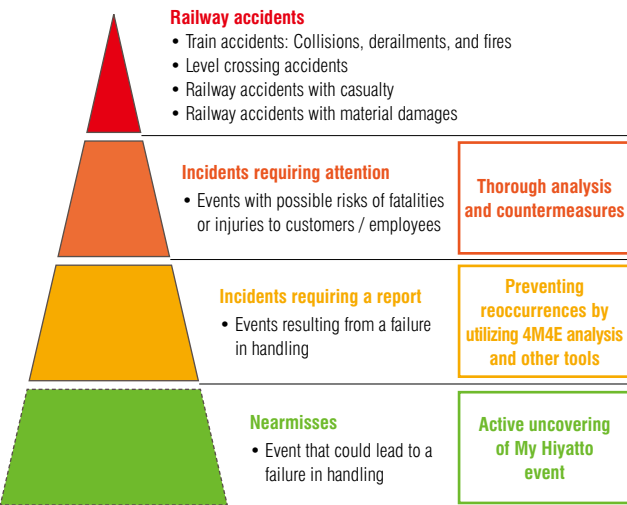 Railway accidents
• Train accidents: Collisions, derailments, and fires
• Level crossing accidents
• Railway accidents with casualty
• Railway accidents with material damages
Incidents requiring attention
• Events with possible risks of fatalities
or injuries to customers / employees
Thorough analysis
and countermeasures
Incidents requiring a report
• Events resulting from a failure
in handling
Preventing
reoccurrences by
utilizing 4M4E analysis
and other tools
Nearmisses
• Event that could lead to a
failure in handling
Active uncovering
of My Hiyatto
event